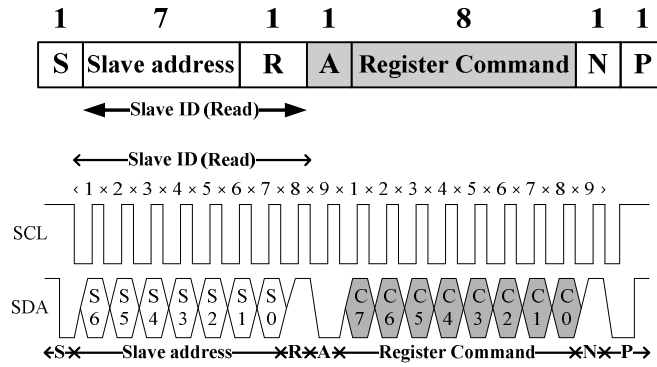 1 7 1 1 8 1 1
S Slave address R A Register Command N P
Slave ID (Read)
Slave ID (Read)
‹ 1 × 2 × 3 × 4 × 5 × 6 × 7 × 8 × 9 × 1 × 2 × 3 × 4 × 5 × 6 × 7 × 8 × 9 ›
SCL
SDA S6 S5 S4 S3 S2 S1 S0 C7 C6 C5 C4 C3 C2 C1 C0
S Slave address R A Register Command N P